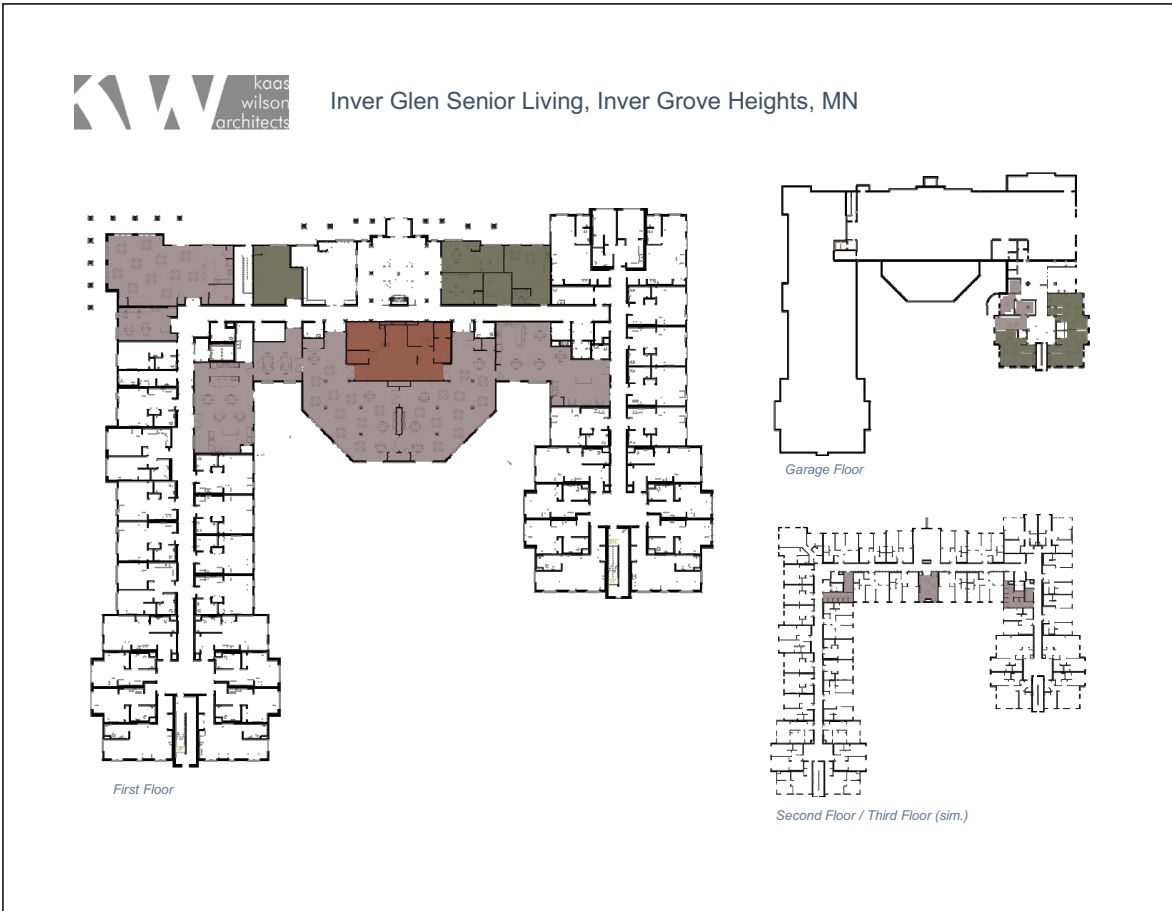 kaas
wilson
architects
KW
Inver Glen Senior Living, Inver Grove Heights, MN
Garage Floor
First Floor
Second Floor / Third Floor (sim.)